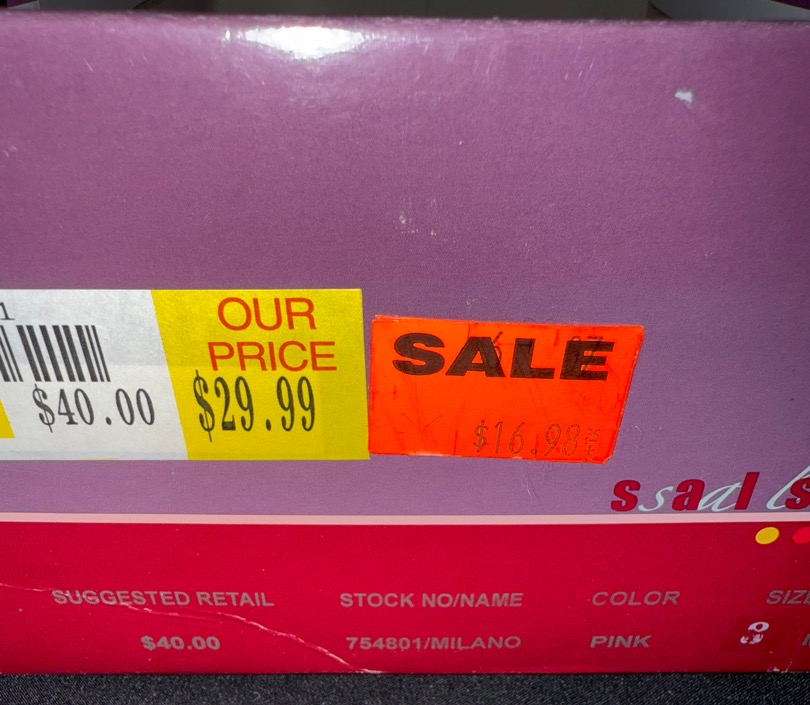 1
$40.00
OUR
PRICE
$29.99
SALE
$16.98
SUGGESTED RETAIL
$40.00
STOCK NO/NAME
754801/MILANO
COLOR
PINK